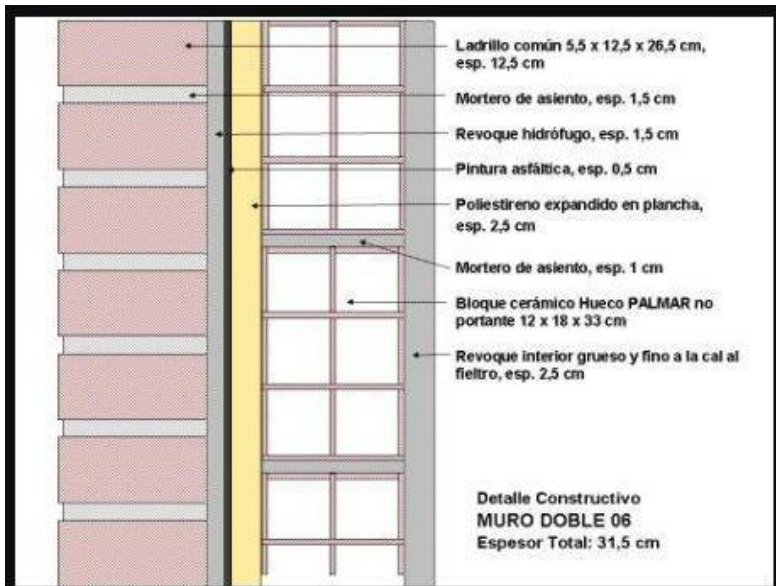 Ladrillo común 5,5 x 12,5 x 26,5 cm,
esp. 12,5 cm
Mortero de asiento, esp. 1,5 cm
Revoque hidrófugo, esp. 1,5 cm
Pintura asfáltica, esp. 0,5 cm
Poliestireno expandido en plancha,
esp. 2,5 cm
Mortero de asiento, esp. 1 cm
Bloque cerámico Hueco PALMAR no
portante 12 x 18 x 33 cm
Revoque interior grueso y fino a la cal al
fieltro, esp. 2,5 cm
Detalle Constructivo
MURO DOBLE 06
Espesor Total: 31,5 cm